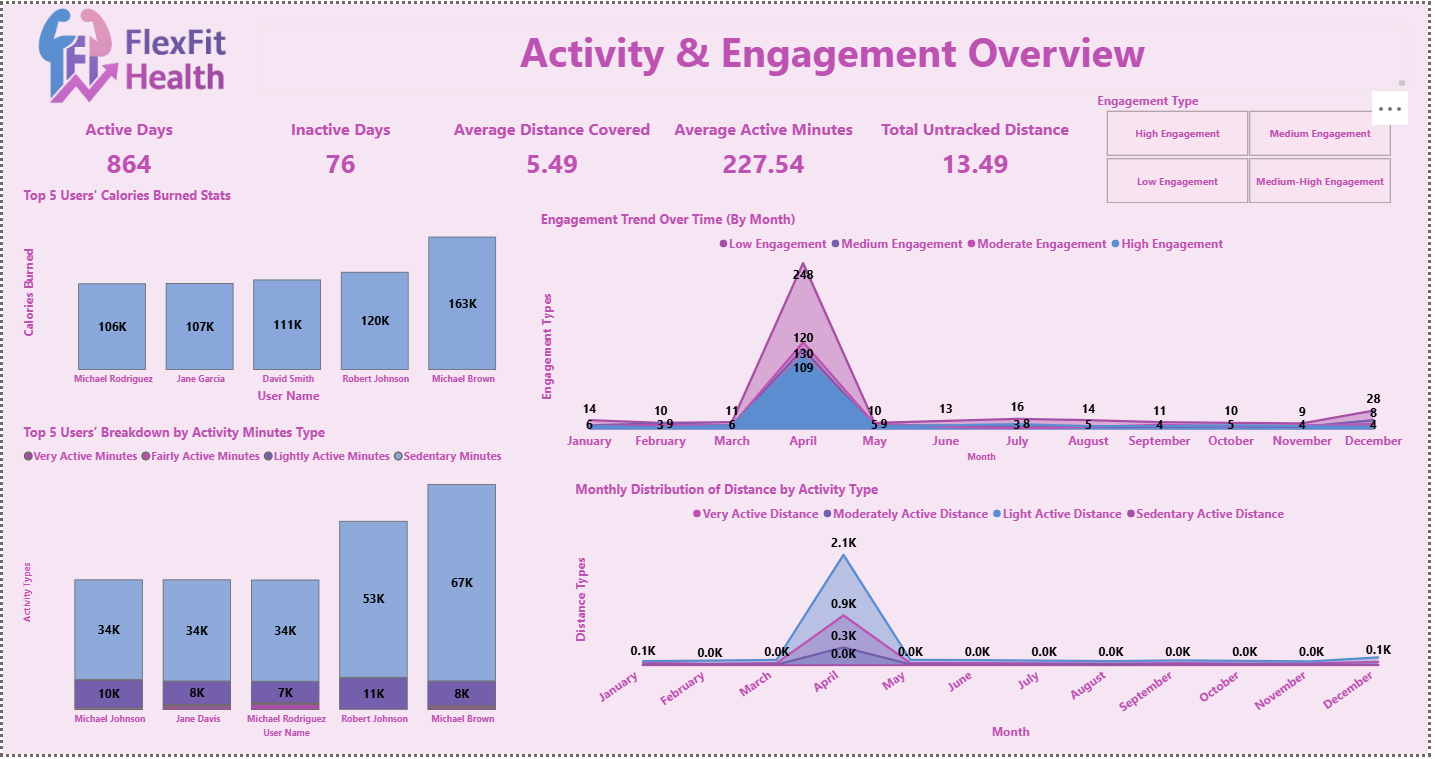 FlexFit
Health
Activity & Engagement Overview
Active Days
864
Inactive Days
76
Average Distance Covered
5.49
Average Active Minutes
227.54
Total Untracked Distance
13.49
Engagement Type
High Engagement
Medium Engagement
Low Engagement
Medium-High Engagement
Top 5 Users' Calories Burned Stats
Calories Burned
106K 107K 111K 120K 163K
Michael Rodriguez Jane Garcia David Smith Robert Johnson Michael Brown
User Name
Engagement Trend Over Time (By Month)
Low Engagement Medium Engagement Moderate Engagement High Engagement
Engagement Types
248
120
130
109
14 10 11 10 13 16 14 11 10 9 28
8
6 3 9 6 5 9 3 8 5 4 5 4 4
January February March April May June July August September October November December
Month
Top 5 Users' Breakdown by Activity Minutes Type
Very Active Minutes Fairly Active Minutes Lightly Active Minutes Sedentary Minutes
Activity Types
34K 34K 34K 53K 67K
10K 8K 7K 11K 8K
Michael Johnson Jane Davis Michael Rodriguez Robert Johnson Michael Brown
User Name
Monthly Distribution of Distance by Activity Type
Very Active Distance Moderately Active Distance Light Active Distance Sedentary Active Distance
Distance Types
2.1K
0.9K
0.3K
0.0K
0.1K 0.0K 0.0K 0.0K 0.0K 0.0K 0.0K 0.0K 0.0K 0.0K 0.1K
January February March April May June July August September October November December
Month